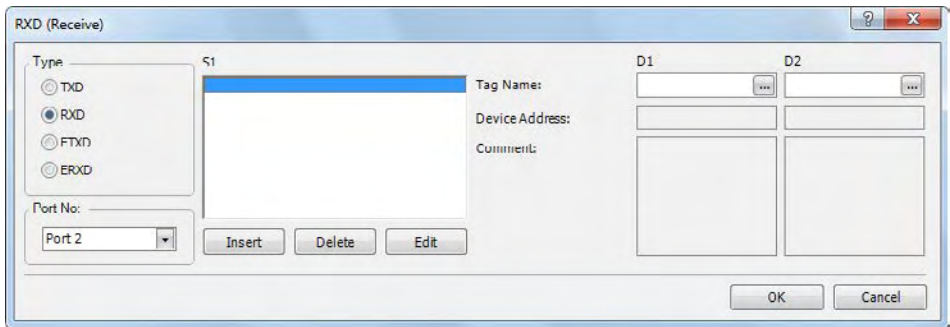 RXD (Receive)
Type
TXD
RXD
ETXD
ERXD
Port No:
Port 2
S1
Insert Delete Edit
D1 D2
Tag Name: ... ...
Device Address:
Comment:
OK Cancel